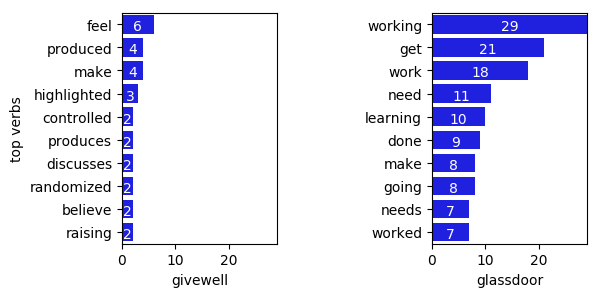 top verbs
feel 6
produced 4
make 4
highlighted 3
controlled 2
produces 2
discusses 2
randomized 2
believe 2
raising 2
0 10 20
givewell
working 29
get 21
work 18
need 11
learning 10
done 9
make 8
going 8
needs 7
worked 7
0 10 20
glassdoor